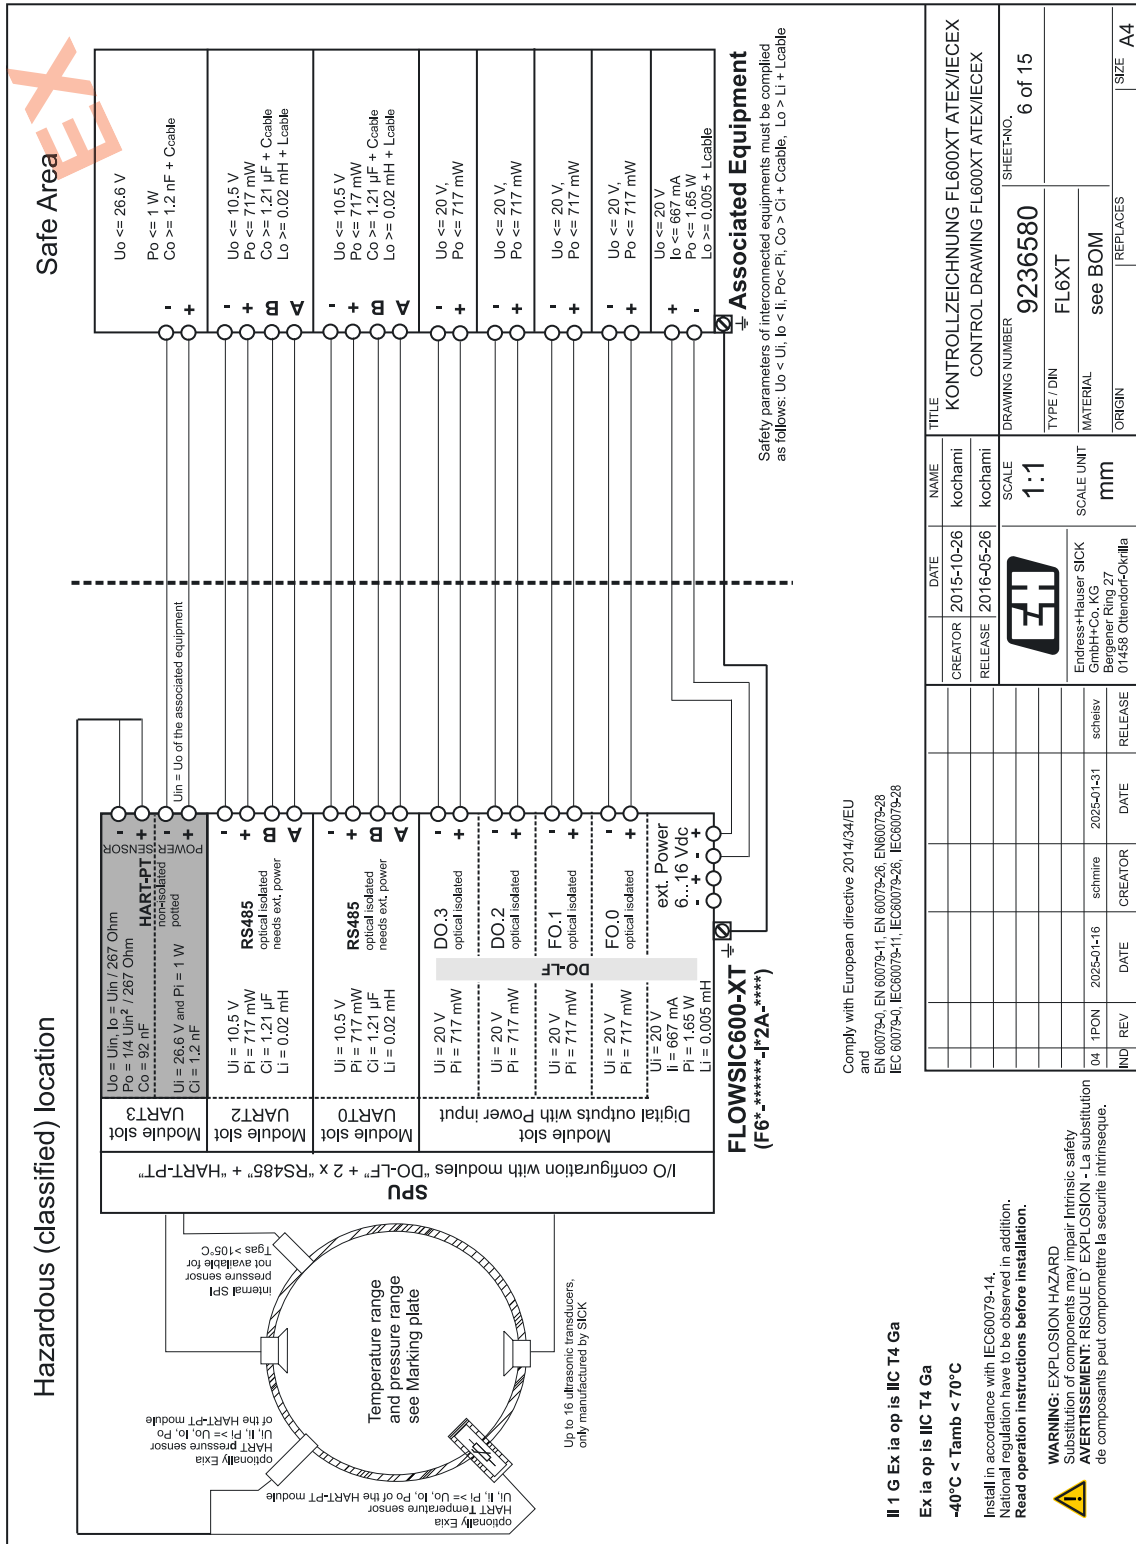 Hazardous (classified) location
Safe Area
EX
optionally Exia
HART Temperature sensor
Ui, Ii, Pi >= Uo, Io, Po of the HART-PT module
optionally Exia
HART pressure sensor
Ui, Ii, Pi >= Uo, Io, Po
of the HART-PT module
internal SPI
pressure sensor
not available for
Tgas >105°C
Temperature range
and pressure range
see Marking plate
Up to 16 ultrasonic transducers,
only manufactured by SICK
SPU
I/O configuration with modules "DO-LF" + 2 x "RS485" + "HART-PT"
Module slot
UART3
Uo = Uin, Io = Uin / 267 Ohm
Po = 1/4 Uin² / 267 Ohm
Co = 92 nF
HART-PT
non-isolated
potted
Ui = 26.6 V and Pi = 1 W
Ci = 1.2 nF
SENSOR
POWER
-
+
-
+
Uin = Uo of the associated equipment
Module slot
UART2
Ui = 10.5 V
Pi = 717 mW
Ci = 1.21 µF
Li = 0.02 mH
RS485
optical isolated
needs ext. power
-
+
B
A
Module slot
UART0
Ui = 10.5 V
Pi = 717 mW
Ci = 1.21 µF
Li = 0.02 mH
RS485
optical isolated
needs ext. power
-
+
B
A
Module slot
Digital outputs with Power input
DO-LF
Ui = 20 V
Pi = 717 mW
DO.3
optical isolated
-
+
Ui = 20 V
Pi = 717 mW
DO.2
optical isolated
-
+
Ui = 20 V
Pi = 717 mW
FO.1
optical isolated
-
+
Ui = 20 V
Pi = 717 mW
FO.0
optical isolated
-
+
Ui = 20 V
Ii = 667 mA
Pi = 1.65 W
Li = 0.005 mH
ext. Power
6...16 Vdc
- + - +
FLOWSIC600-XT
(F6*-******-I*2A-****)
Uo <= 26.6 V
Po <= 1 W
Co >= 1.2 nF + Ccable
-
+
Uo <= 10.5 V
Po <= 717 mW
Co >= 1.21 µF + Ccable
Lo >= 0.02 mH + Lcable
-
+
B
A
Uo <= 10.5 V
Po <= 717 mW
Co >= 1.21 µF + Ccable
Lo >= 0.02 mH + Lcable
-
+
B
A
Uo <= 20 V,
Po <= 717 mW
-
+
Uo <= 20 V,
Po <= 717 mW
-
+
Uo <= 20 V,
Po <= 717 mW
-
+
Uo <= 20 V,
Po <= 717 mW
-
+
Uo <= 20 V
Io <= 667 mA
Po <= 1.65 W
Lo >= 0.005 + Lcable
+
-
Associated Equipment
Safety parameters of interconnected equipments must be complied
as follows: Uo < Ui, Io < Ii, Po< Pi, Co > Ci + Ccable, Lo > Li + Lcable
II 1 G Ex ia op is IIC T4 Ga
Ex ia op is IIC T4 Ga
-40°C < Tamb < 70°C
Install in accordance with IEC60079-14.
National regulation have to be observed in addition.
Read operation instructions before installation.
WARNING: EXPLOSION HAZARD
Substitution of components may impair Intrinsic safety
AVERTISSEMENT: RISQUE D' EXPLOSION - La substitution
de composants peut compromettre la securite intrinseque.
Comply with European directive 2014/34/EU
and
EN 60079-0, EN 60079-11, EN 60079-26, EN60079-28
IEC 60079-0, IEC60079-11, IEC60079-26, IEC60079-28
04 1PON 2025-01-16 schmire 2025-01-31 scheisv
IND REV DATE CREATOR DATE RELEASE
DATE NAME
CREATOR 2015-10-26 kochami
RELEASE 2016-05-26 kochami
EH
Endress+Hauser SICK
GmbH+Co. KG
Bergener Ring 27
01458 Ottendorf-Okrilla
SCALE
1:1
SCALE UNIT
mm
TITLE
KONTROLLZEICHNUNG FL600XT ATEX/IECEX
CONTROL DRAWING FL600XT ATEX/IECEX
DRAWING NUMBER
9236580
SHEET-NO.
6 of 15
TYPE / DIN
FL6XT
MATERIAL
see BOM
ORIGIN
REPLACES
SIZE
A4